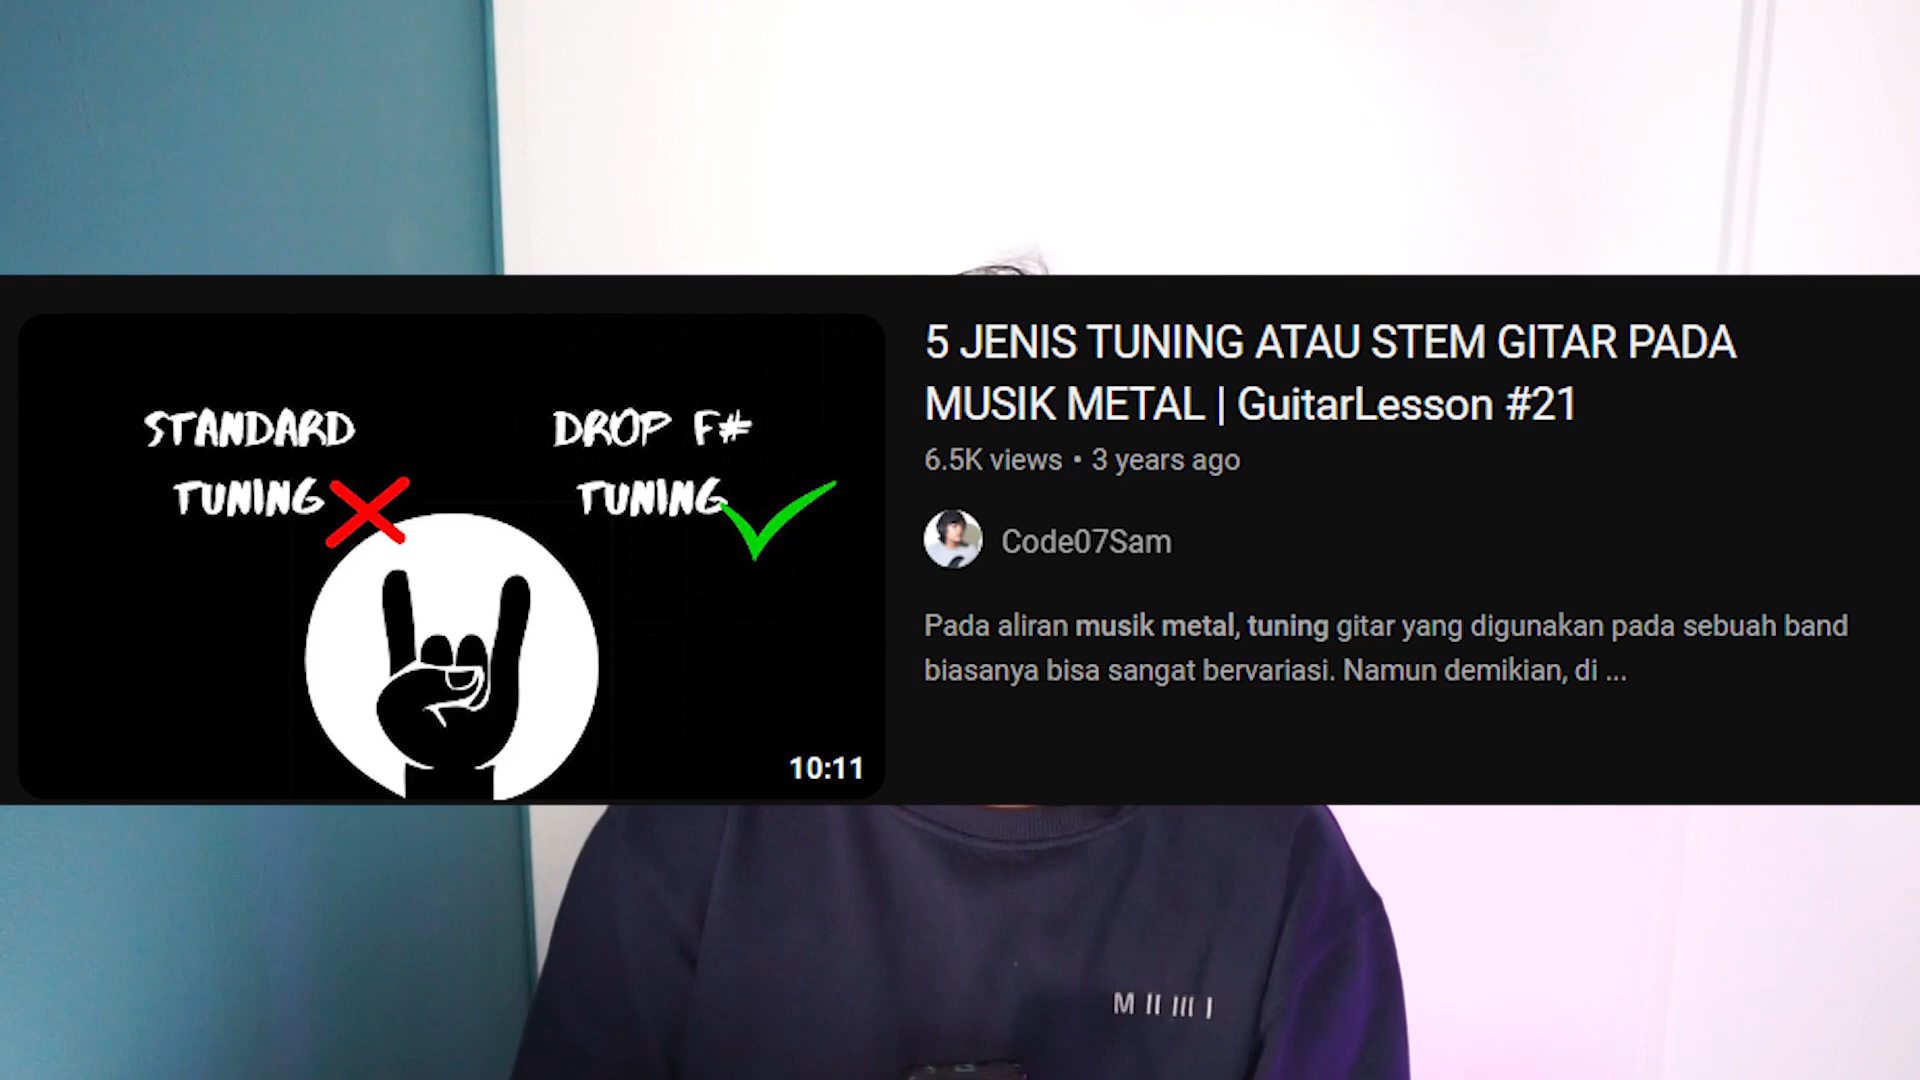 STANDARD
TUNING
DROP F#
TUNING
10:11
5 JENIS TUNING ATAU STEM GITAR PADA
MUSIK METAL | GuitarLesson #21
6.5K views • 3 years ago
Code07Sam
Pada aliran musik metal, tuning gitar yang digunakan pada sebuah band
biasanya bisa sangat bervariasi. Namun demikian, di ...
M II III I